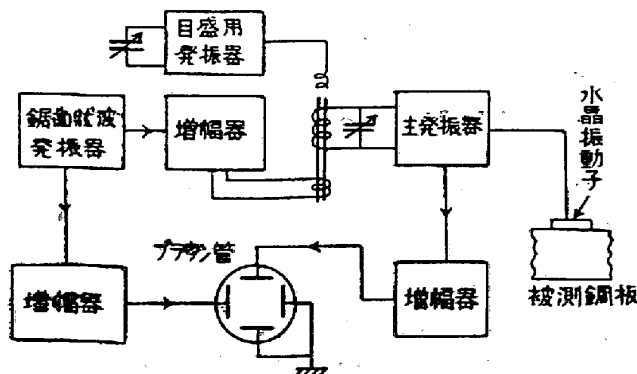 目盛用
発振器
鋸歯状波
発振器
増幅器
主発振器
水晶振動子
ブラウン管
増幅器
増幅器
被測鋼板